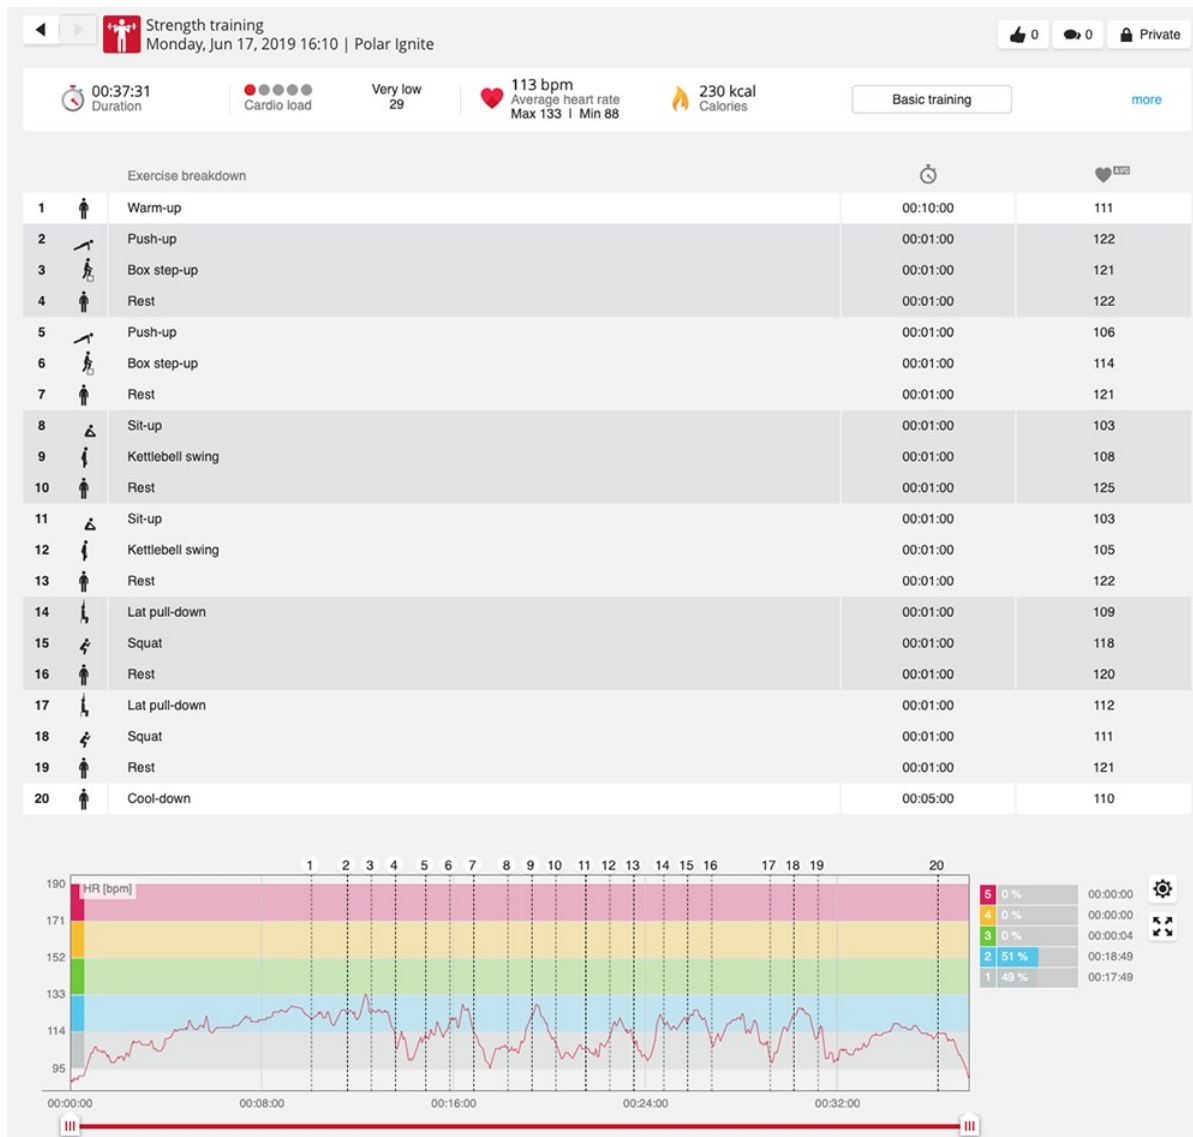 Strength training
Monday, Jun 17, 2019 16:10 | Polar Ignite
0
0
Private
00:37:31
Duration
Cardio load
Very low
29
113 bpm
Average heart rate
Max 133 | Min 88
230 kcal
Calories
Basic training
more
Exercise breakdown
AVG
1 Warm-up 00:10:00 111
2 Push-up 00:01:00 122
3 Box step-up 00:01:00 121
4 Rest 00:01:00 122
5 Push-up 00:01:00 106
6 Box step-up 00:01:00 114
7 Rest 00:01:00 121
8 Sit-up 00:01:00 103
9 Kettlebell swing 00:01:00 108
10 Rest 00:01:00 125
11 Sit-up 00:01:00 103
12 Kettlebell swing 00:01:00 105
13 Rest 00:01:00 122
14 Lat pull-down 00:01:00 109
15 Squat 00:01:00 118
16 Rest 00:01:00 120
17 Lat pull-down 00:01:00 112
18 Squat 00:01:00 111
19 Rest 00:01:00 121
20 Cool-down 00:05:00 110
1 2 3 4 5 6 7 8 9 10 11 12 13 14 15 16 17 18 19 20
HR [bpm]
190
171
152
133
114
95
00:00:00 00:08:00 00:16:00 00:24:00 00:32:00
5 0 % 00:00:00
4 0 % 00:00:00
3 0 % 00:00:04
2 51 % 00:18:49
1 49 % 00:17:49